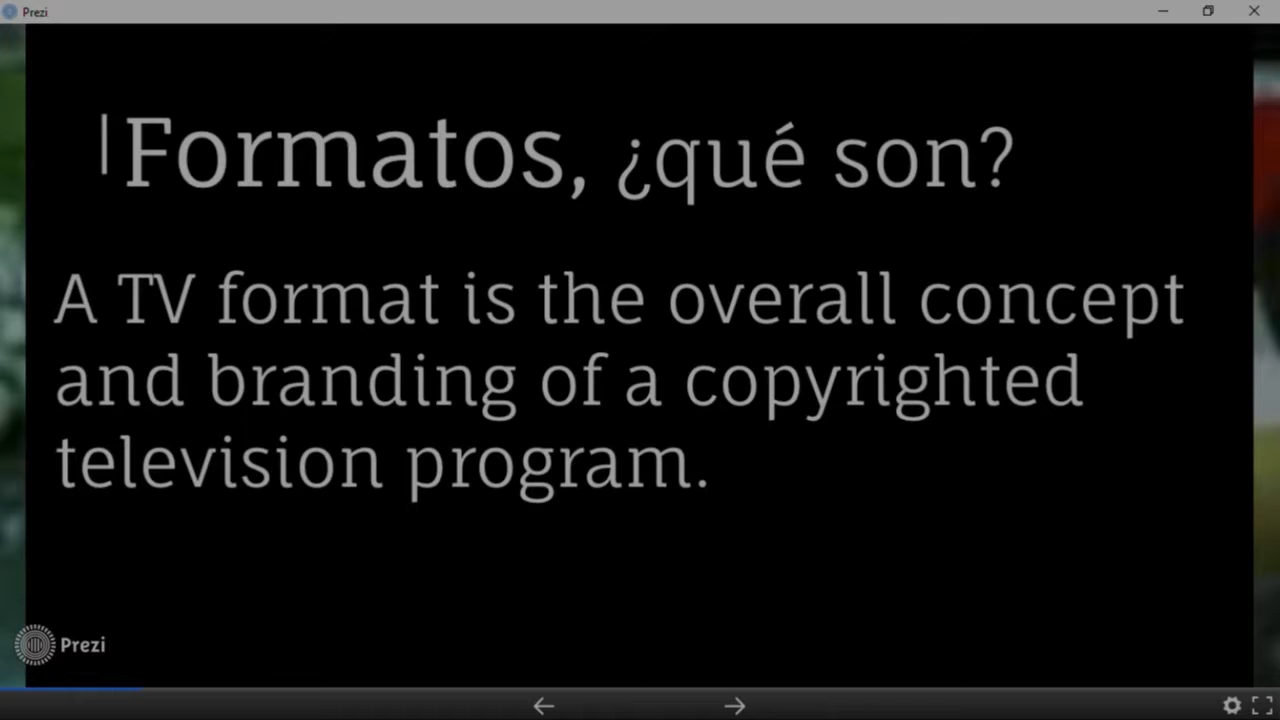 Prezi
Formatos, ¿qué son?
A TV format is the overall concept
and branding of a copyrighted
television program.
Prezi